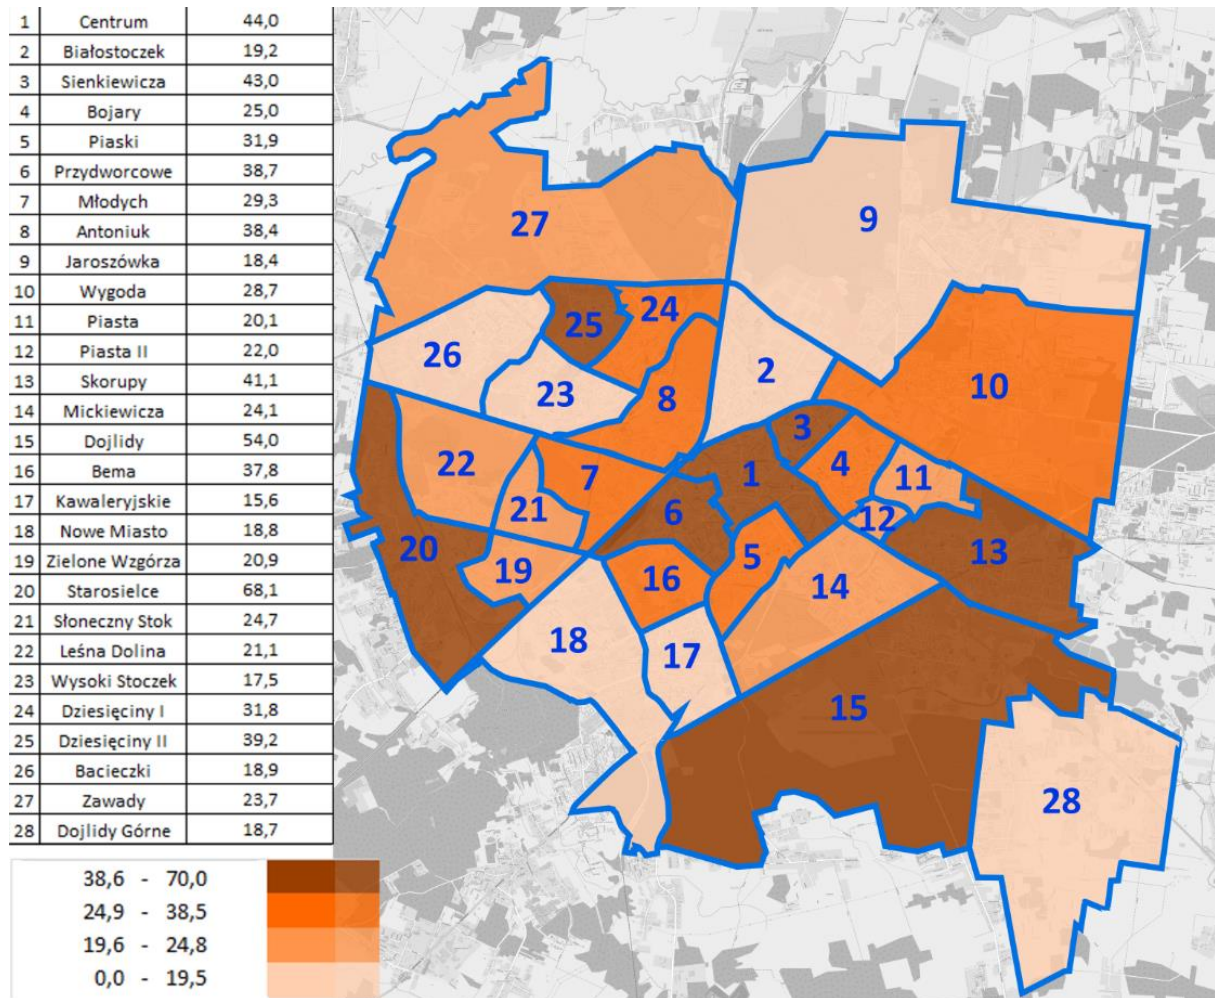 1 Centrum 44,0
2 Białostoczek 19,2
3 Sienkiewicza 43,0
4 Bojary 25,0
5 Piaski 31,9
6 Przydworcowe 38,7
7 Młodych 29,3
8 Antoniuk 38,4
9 Jaroszówka 18,4
10 Wygoda 28,7
11 Piasta 20,1
12 Piasta II 22,0
13 Skorupy 41,1
14 Mickiewicza 24,1
15 Dojlidy 54,0
16 Bema 37,8
17 Kawaleryjskie 15,6
18 Nowe Miasto 18,8
19 Zielone Wzgórza 20,9
20 Starosielce 68,1
21 Słoneczny Stok 24,7
22 Leśna Dolina 21,1
23 Wysoki Stoczek 17,5
24 Dziesięciny I 31,8
25 Dziesięciny II 39,2
26 Bacieczki 18,9
27 Zawady 23,7
28 Dojlidy Górne 18,7
38,6 - 70,0
24,9 - 38,5
19,6 - 24,8
0,0 - 19,5
27
9
24
25
26
2
23
8
10
3
22
7
1
4
11
21
6
12
20
5
13
19
16
14
18
17
15
28